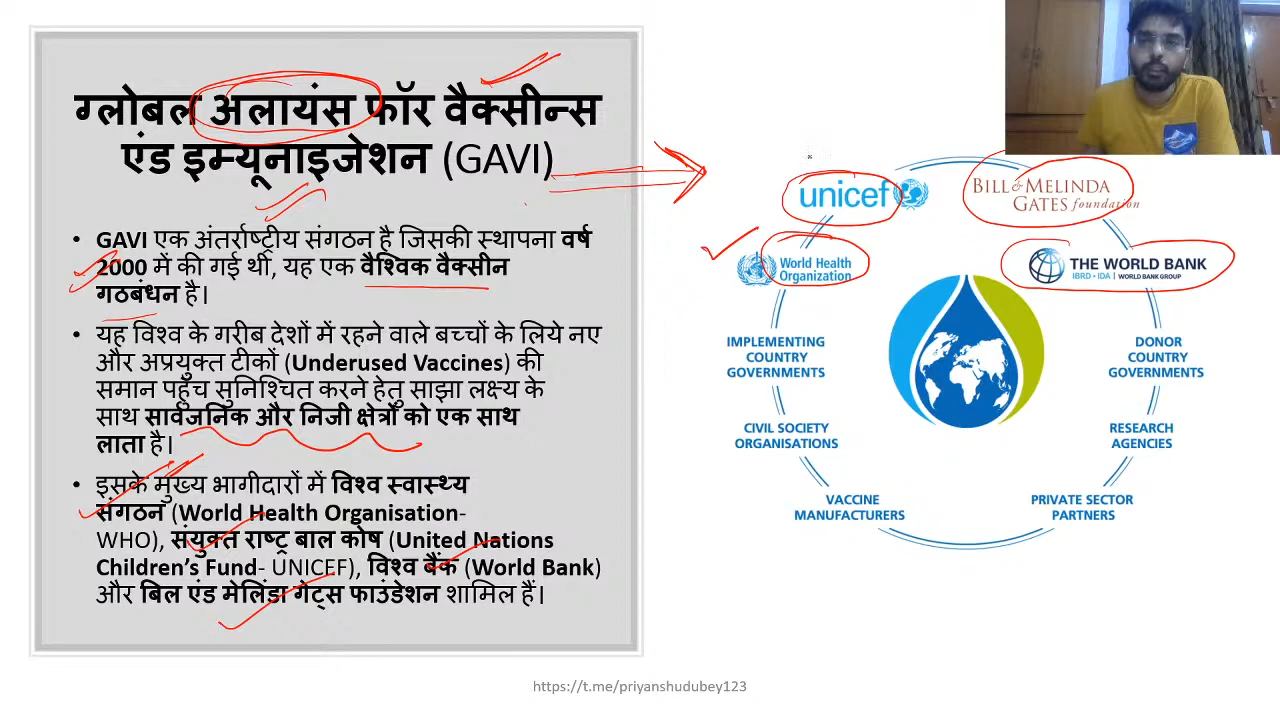 ग्लोबल अलायंस फॉर वैक्सीन्स
एंड इम्यूनाइजेशन (GAVI)
• GAVI एक अंतर्राष्ट्रीय संगठन है जिसकी स्थापना वर्ष
2000 में की गई थी, यह एक वैश्विक वैक्सीन
गठबंधन है।
• यह विश्व के गरीब देशों में रहने वाले बच्चों के लिये नए
और अप्रयुक्त टीकों (Underused Vaccines) की
समान पहुँच सुनिश्चित करने हेतु साझा लक्ष्य के
साथ सार्वजनिक और निजी क्षेत्रों को एक साथ
लाता है।
• इसके मुख्य भागीदारों में विश्व स्वास्थ्य
संगठन (World Health Organisation-
WHO), संयुक्त राष्ट्र बाल कोष (United Nations
Children’s Fund- UNICEF), विश्व बैंक (World Bank)
और बिल एंड मेलिंडा गेट्स फाउंडेशन शामिल हैं।
unicef
BILL & MELINDA
GATES foundation
World Health
Organization
THE WORLD BANK
IBRD • IDA | WORLD BANK GROUP
IMPLEMENTING
COUNTRY
GOVERNMENTS
DONOR
COUNTRY
GOVERNMENTS
CIVIL SOCIETY
ORGANISATIONS
RESEARCH
AGENCIES
VACCINE
MANUFACTURERS
PRIVATE SECTOR
PARTNERS
https://t.me/priyanshudubey123